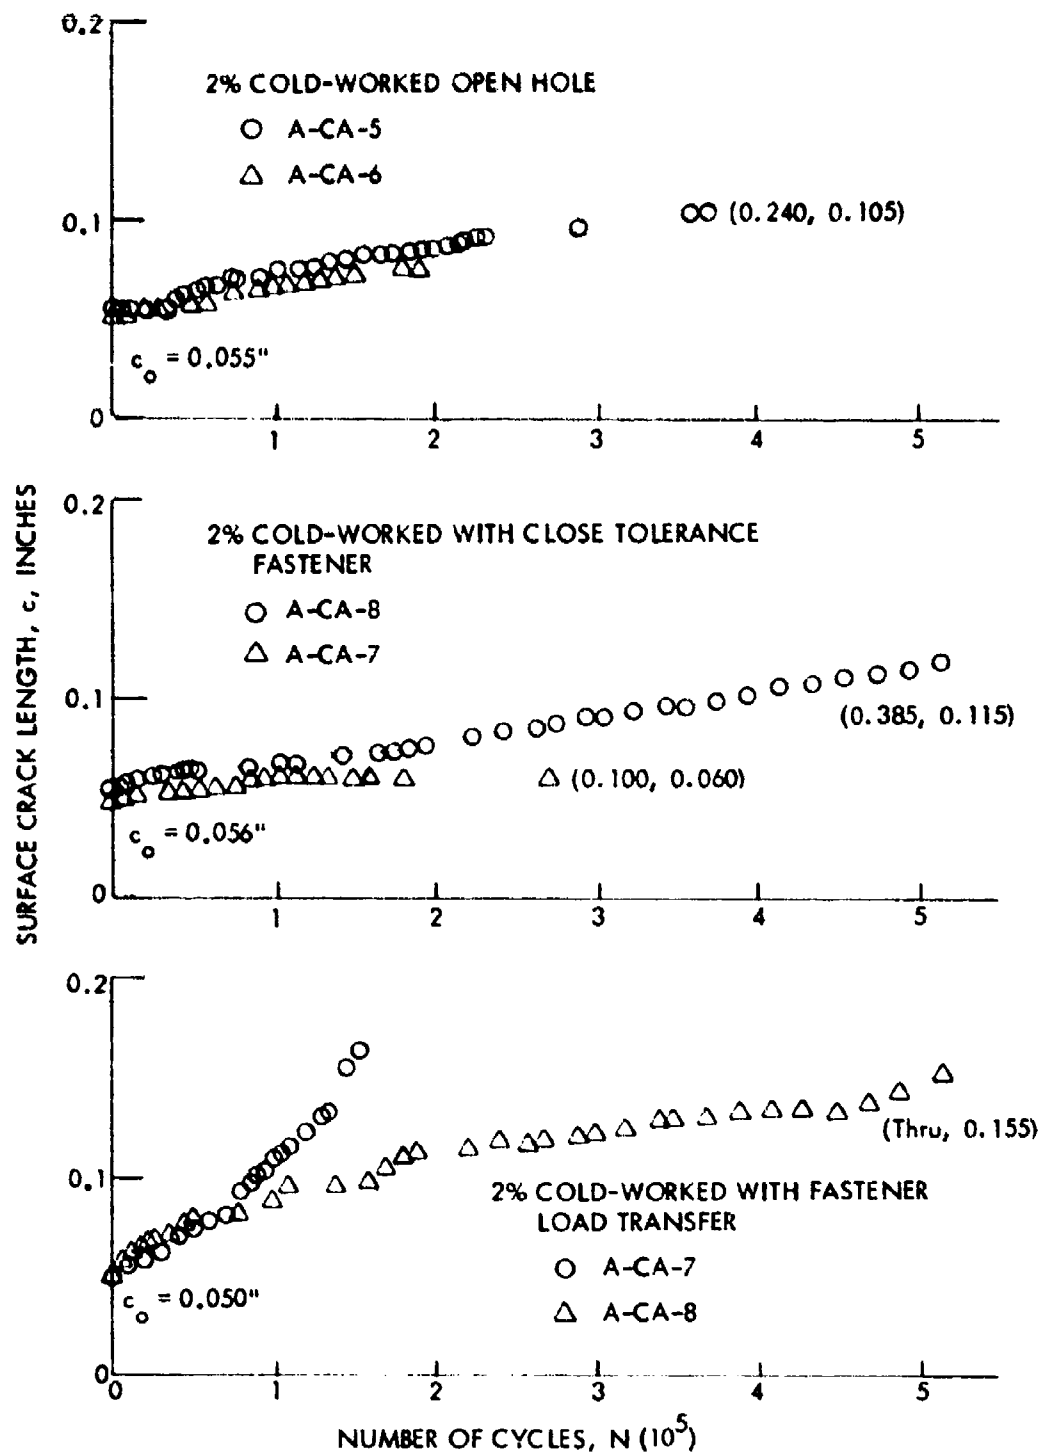 0.2
2% COLD-WORKED OPEN HOLE
A-CA-5
A-CA-6
0.1
(0.240, 0.105)
c o = 0.055"
0
1 2 3 4 5
SURFACE CRACK LENGTH, c, INCHES
0.2
2% COLD-WORKED WITH CLOSE TOLERANCE
FASTENER
A-CA-8
A-CA-7
0.1
(0.385, 0.115)
(0.100, 0.060)
c o = 0.056"
0
1 2 3 4 5
0.2
(Thru, 0.155)
0.1
2% COLD-WORKED WITH FASTENER
LOAD TRANSFER
A-CA-7
A-CA-8
c o = 0.050"
0
0 1 2 3 4 5
NUMBER OF CYCLES, N (10^5)